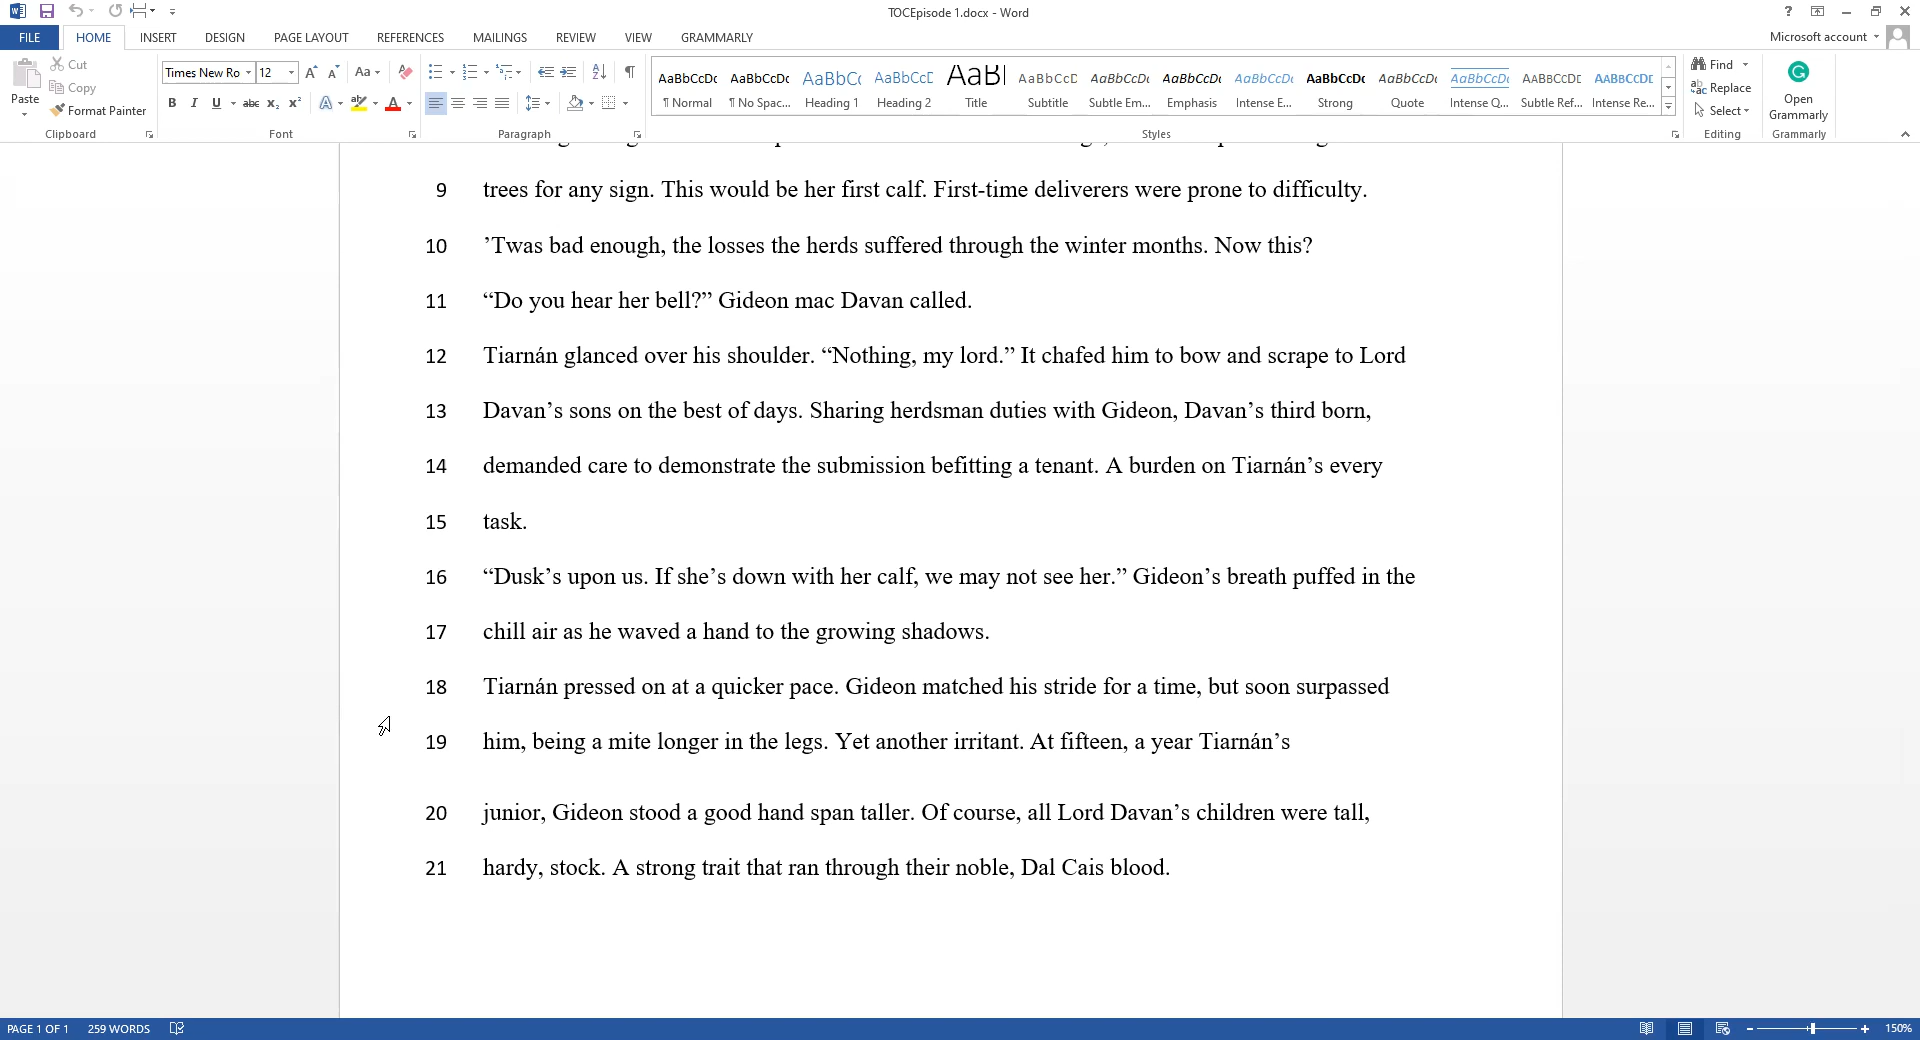 TOCEpisode 1.docx - Word
FILE HOME INSERT DESIGN PAGE LAYOUT REFERENCES MAILINGS REVIEW VIEW GRAMMARLY Microsoft account
Paste
Cut
Copy
Format Painter
Clipboard
Times New Ro 12
Font
Paragraph
AaBbCcDc AaBbCcDc AaBbCc AaBbCcE AaBl AaBbCcD AaBbCcDc AaBbCcDc AaBbCcDc AaBbCcDc AaBbCcDc AaBbCcDc AABBCCDE AABBCCDE
¶ Normal ¶ No Spac... Heading 1 Heading 2 Title Subtitle Subtle Em... Emphasis Intense E... Strong Quote Intense Q... Subtle Ref... Intense Re...
Styles
Find
Replace
Select
Editing
Open Grammarly
Grammarly
9 trees for any sign. This would be her first calf. First-time deliverers were prone to difficulty.
10 ’Twas bad enough, the losses the herds suffered through the winter months. Now this?
11 “Do you hear her bell?” Gideon mac Davan called.
12 Tiarnán glanced over his shoulder. “Nothing, my lord.” It chafed him to bow and scrape to Lord
13 Davan’s sons on the best of days. Sharing herdsman duties with Gideon, Davan’s third born,
14 demanded care to demonstrate the submission befitting a tenant. A burden on Tiarnán’s every
15 task.
16 “Dusk’s upon us. If she’s down with her calf, we may not see her.” Gideon’s breath puffed in the
17 chill air as he waved a hand to the growing shadows.
18 Tiarnán pressed on at a quicker pace. Gideon matched his stride for a time, but soon surpassed
19 him, being a mite longer in the legs. Yet another irritant. At fifteen, a year Tiarnán’s
20 junior, Gideon stood a good hand span taller. Of course, all Lord Davan’s children were tall,
21 hardy, stock. A strong trait that ran through their noble, Dal Cais blood.
PAGE 1 OF 1 259 WORDS 150%